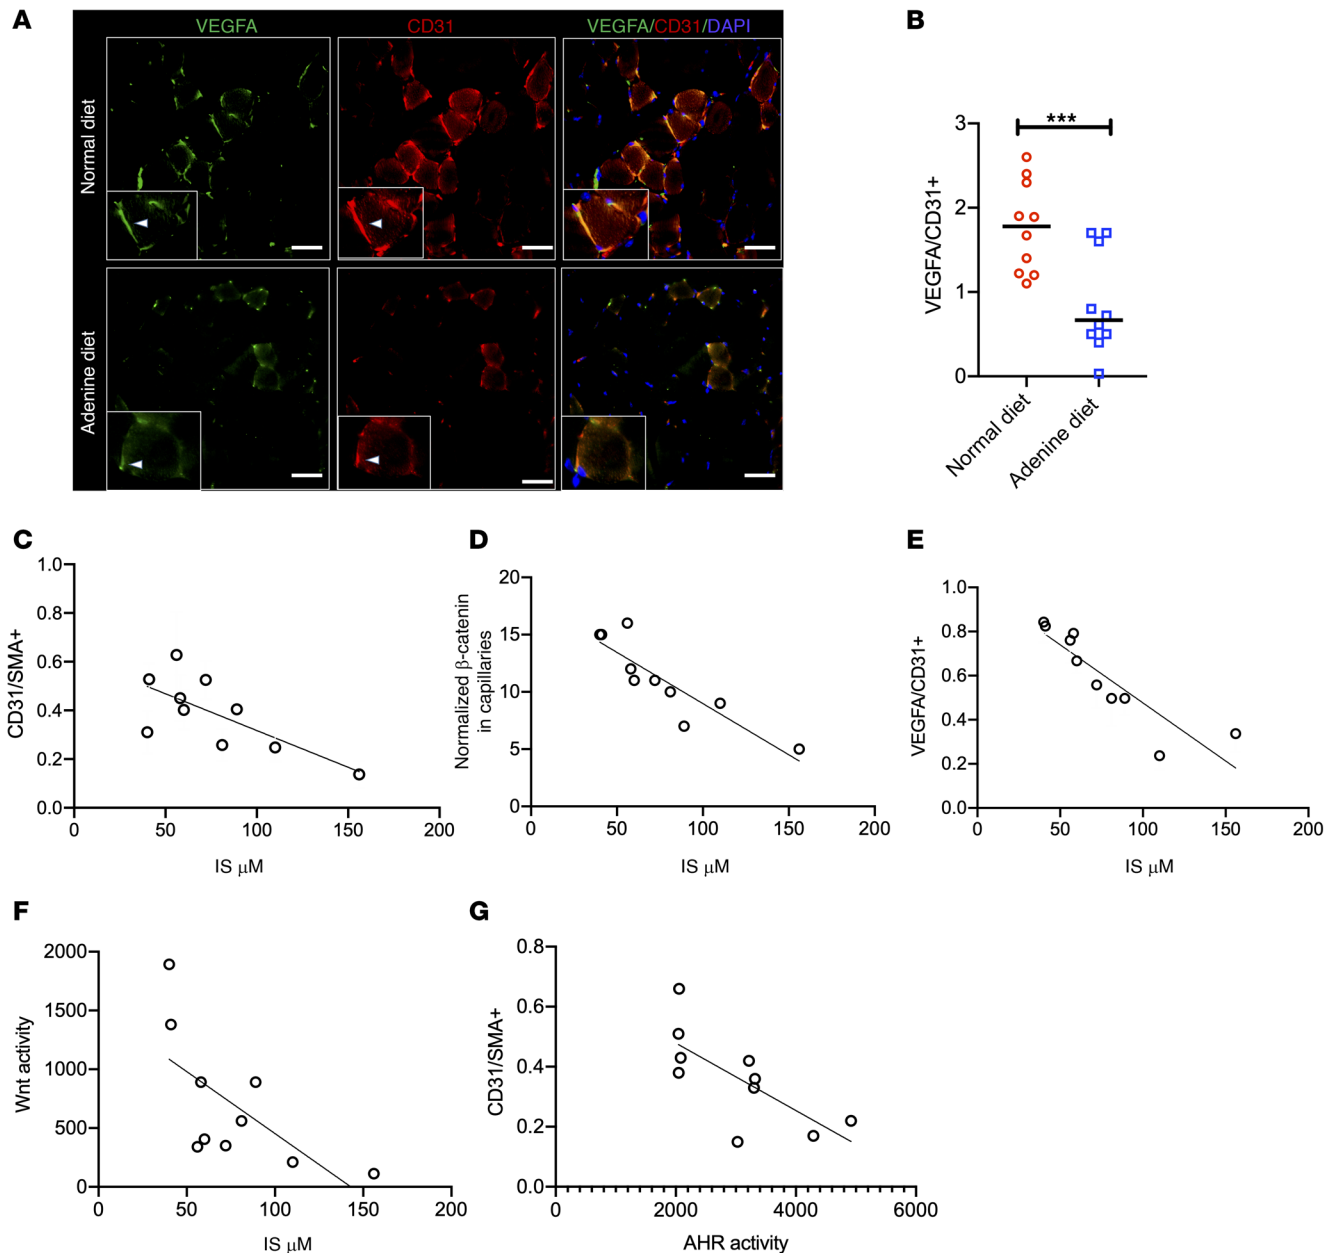 A
VEGFA
CD31
VEGFA/CD31/DAPI
Normal diet
Adenine diet
B
VEGFA/CD31+
3
2
1
0
***
Normal diet
Adenine diet
C
CD31/SMA+
1.0
0.8
0.6
0.4
0.2
0.0
0
50
100
150
200
IS μM
D
Normalized β-catenin
in capillaries
20
15
10
5
0
0
50
100
150
200
IS μM
E
VEGFA/CD31+
1.0
0.8
0.6
0.4
0.2
0.0
0
50
100
150
200
IS μM
F
Wnt activity
2000
1500
1000
500
0
0
50
100
150
200
IS μM
G
CD31/SMA+
0.8
0.6
0.4
0.2
0.0
0
2000
4000
6000
AHR activity